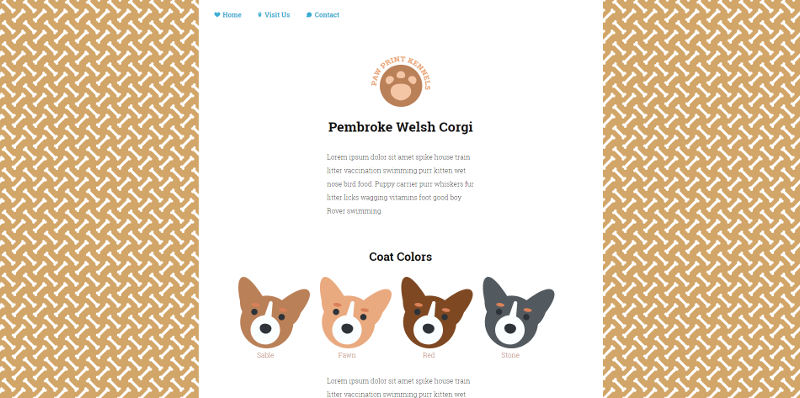 Home Visit Us Contact
PAW PRINT KENNELS
Pembroke Welsh Corgi
Lorem ipsum dolor sit amet spike house train
litter vaccination swimming purr kitten wet
nose bird food. Puppy carrier purr whiskers fur
litter licks wagging vitamins foot good boy
Rover swimming.
Coat Colors
Sable Fawn Red Stone
Lorem ipsum dolor sit amet spike house train
litter vaccination swimming purr kitten wet